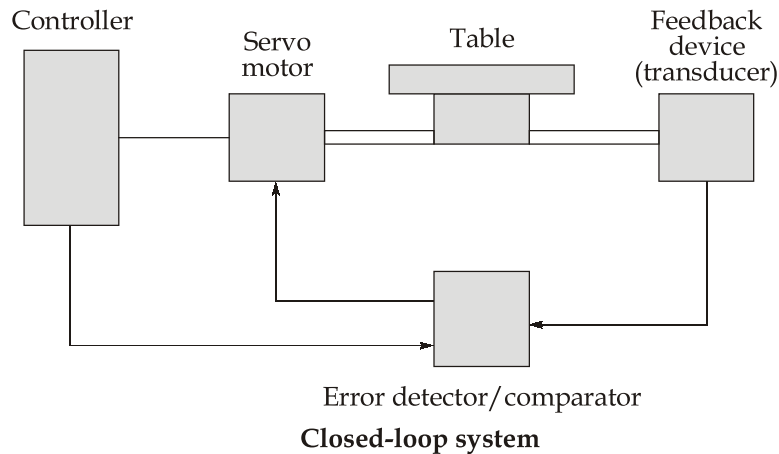 Controller
Servo
motor
Table
Feedback
device
(transducer)
Error detector/comparator
Closed-loop system